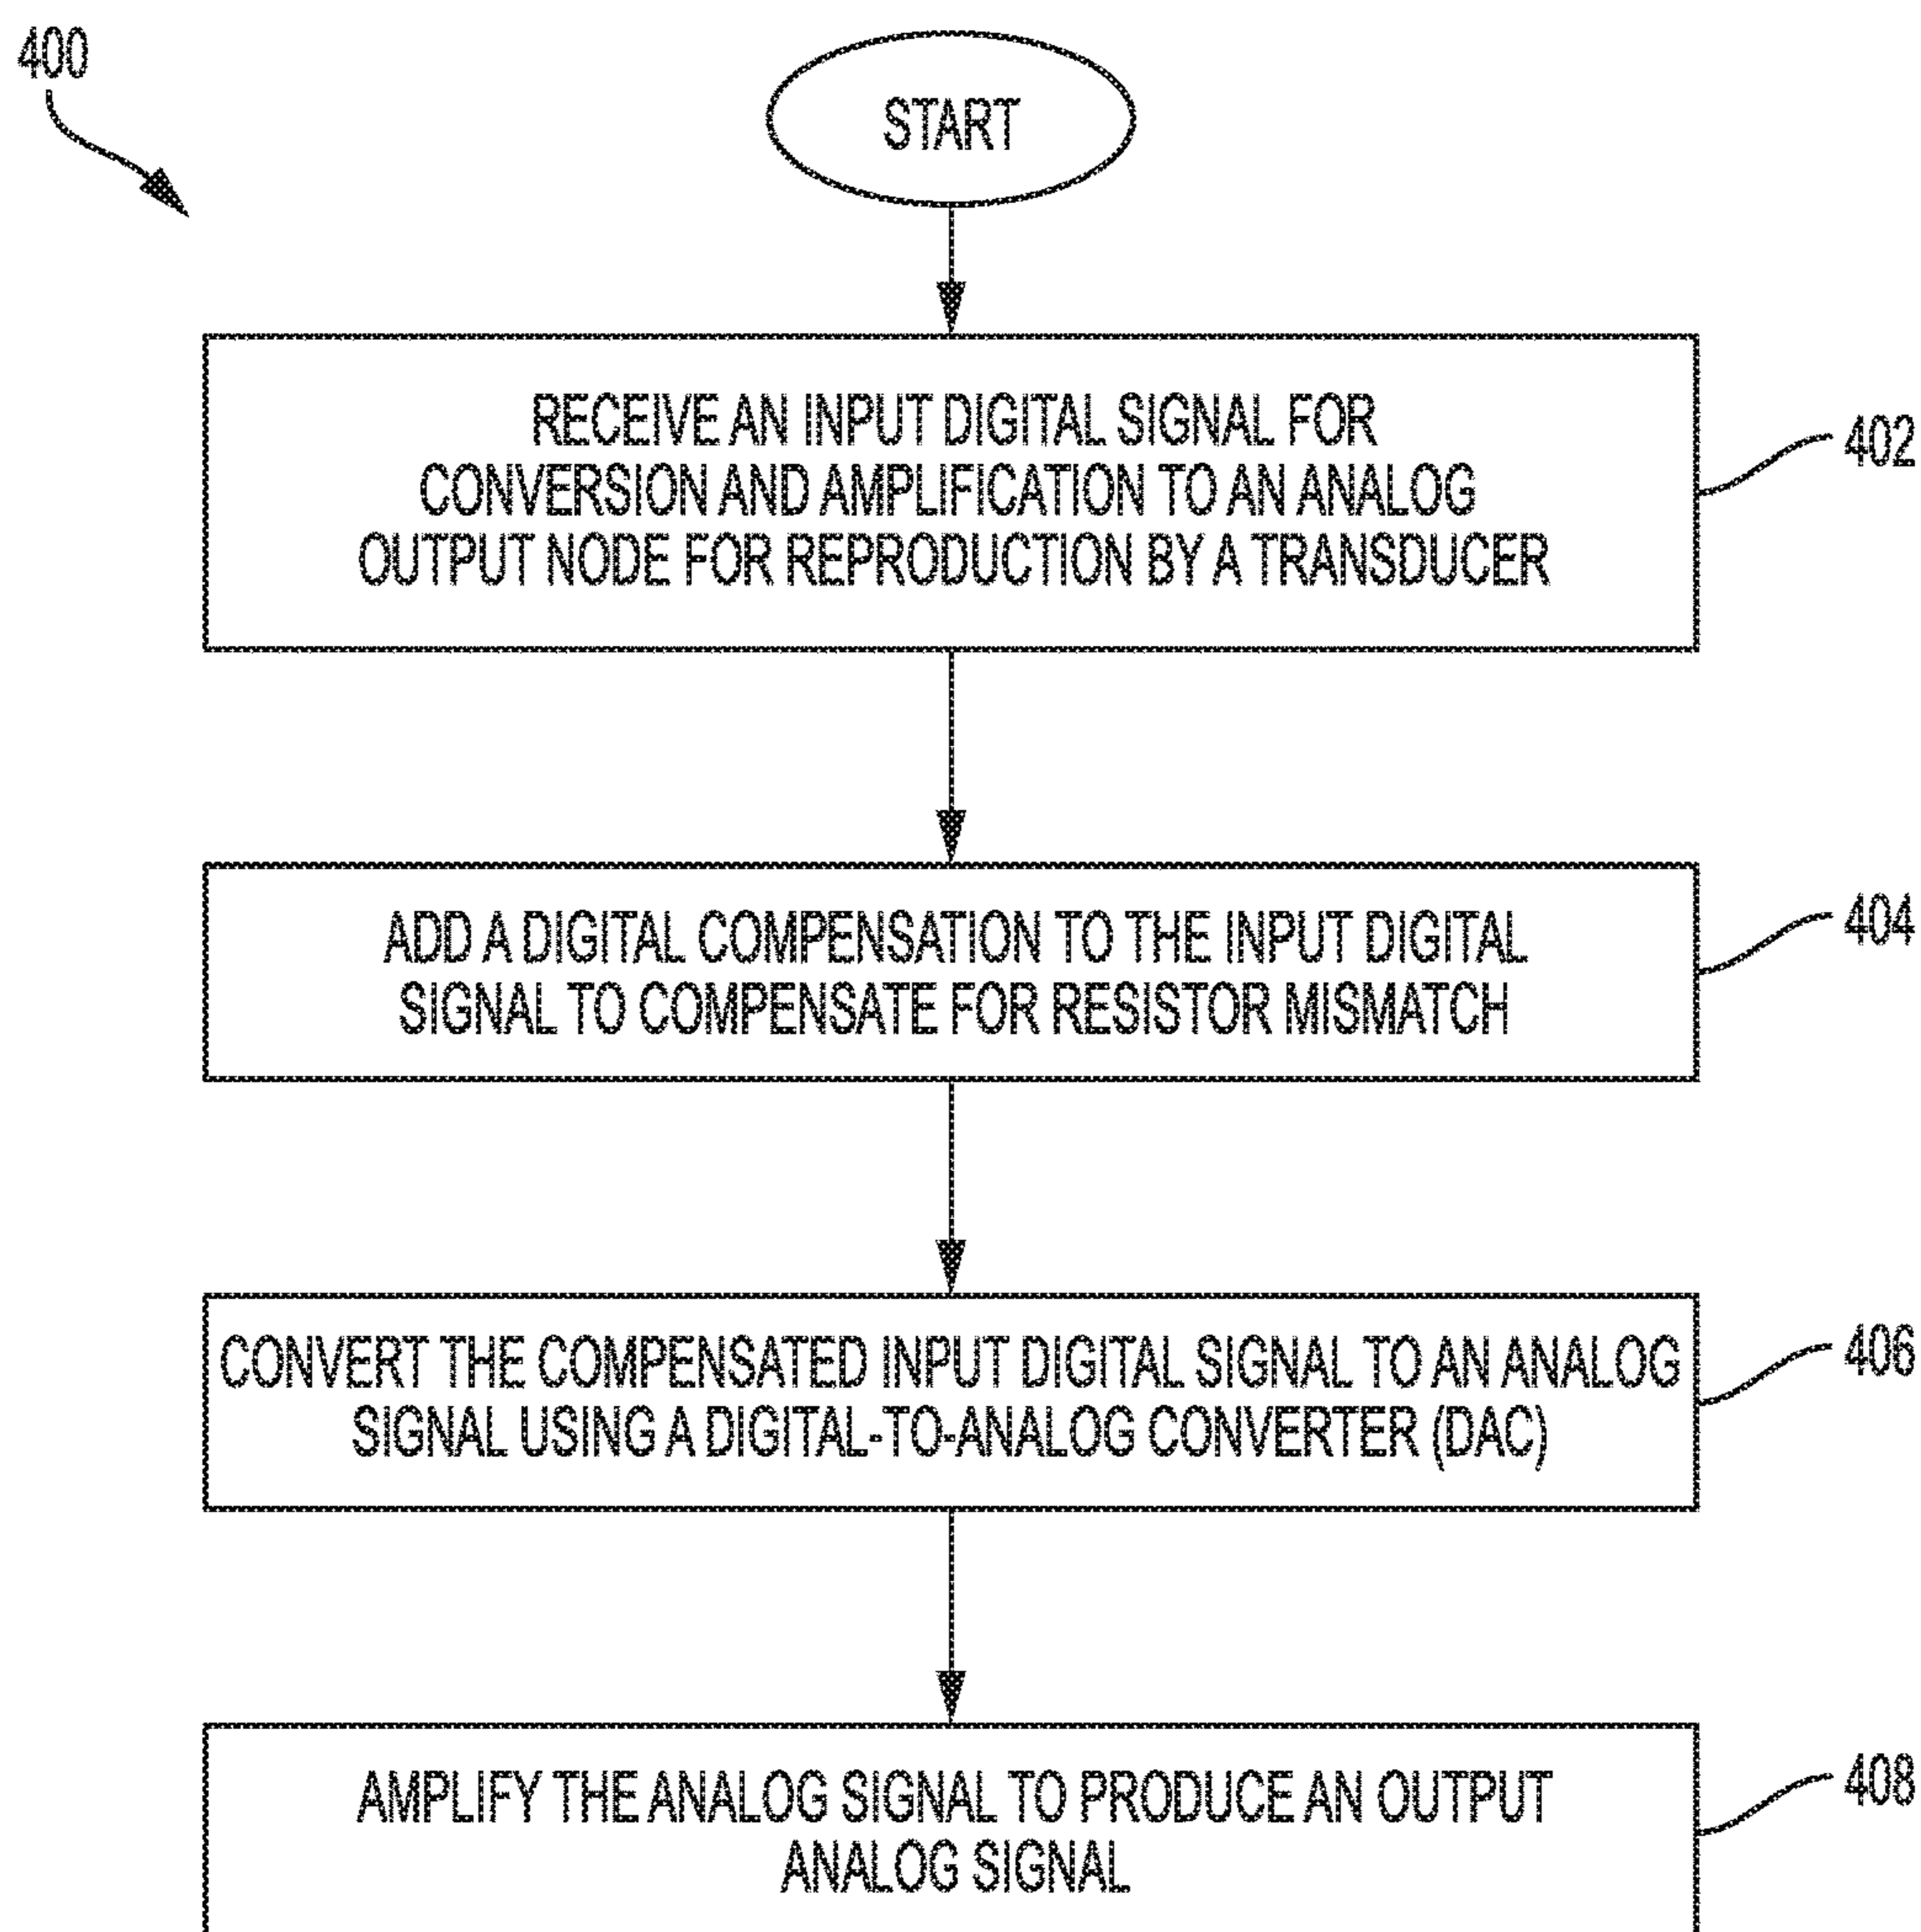 400
START
RECEIVE AN INPUT DIGITAL SIGNAL FOR
CONVERSION AND AMPLIFICATION TO AN ANALOG
OUTPUT NODE FOR REPRODUCTION BY A TRANSDUCER
402
ADD A DIGITAL COMPENSATION TO THE INPUT DIGITAL
SIGNAL TO COMPENSATE FOR RESISTOR MISMATCH
404
CONVERT THE COMPENSATED INPUT DIGITAL SIGNAL TO AN ANALOG
SIGNAL USING A DIGITAL-TO-ANALOG CONVERTER (DAC)
406
AMPLIFY THE ANALOG SIGNAL TO PRODUCE AN OUTPUT
ANALOG SIGNAL
408